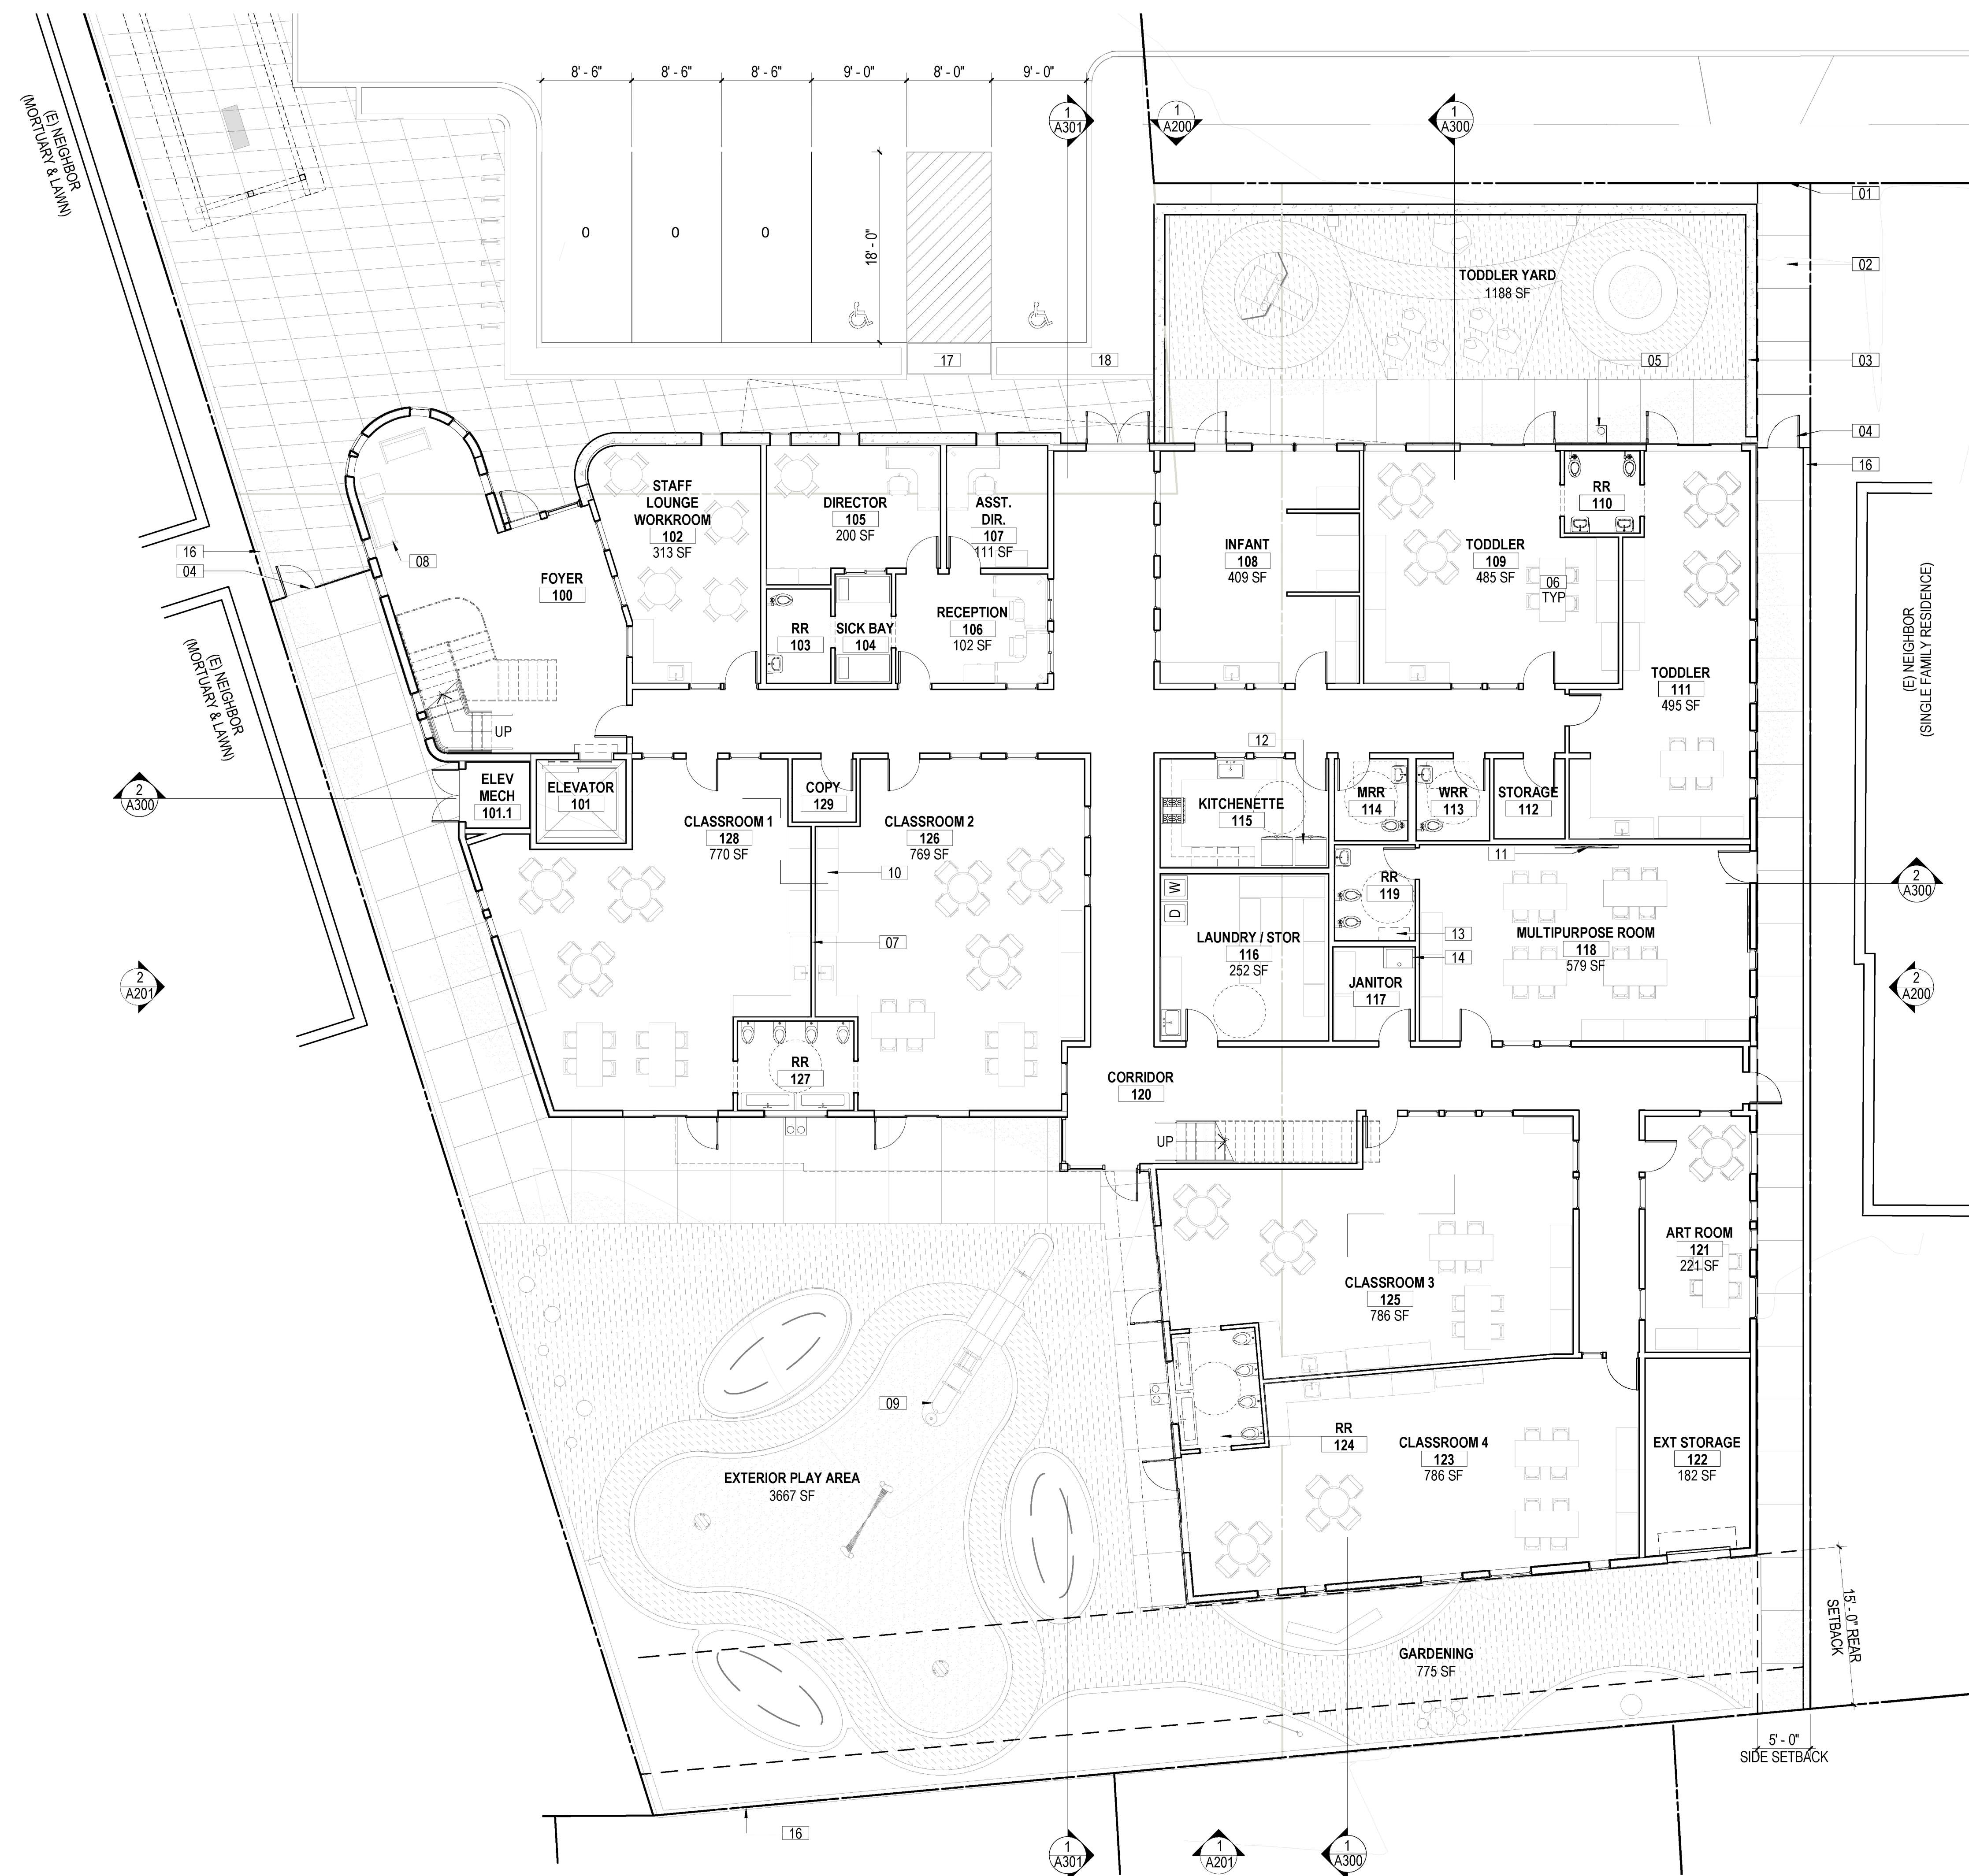 8' - 6"
8' - 6"
8' - 6"
9' - 0"
8' - 0"
9' - 0"
(E) NEIGHBOR
(MORTUARY & LAWN)
1
A301
1
A200
1
A300
01
02
03
04
16
0
0
0
18' - 0"
17
18
TODDLER YARD
1188 SF
05
16
04
08
(E) NEIGHBOR
(MORTUARY & LAWN)
FOYER
100
STAFF
LOUNGE
WORKROOM
102
313 SF
DIRECTOR
105
200 SF
ASST.
DIR.
107
111 SF
RR
103
SICK BAY
104
RECEPTION
106
102 SF
INFANT
108
409 SF
TODDLER
109
485 SF
06
TYP
RR
110
TODDLER
111
495 SF
(E) NEIGHBOR
(SINGLE FAMILY RESIDENCE)
UP
12
2
A300
ELEV
MECH
101.1
ELEVATOR
101
CLASSROOM 1
128
770 SF
COPY
129
CLASSROOM 2
126
769 SF
KITCHENETTE
115
MRR
114
WRR
113
STORAGE
112
11
10
07
RR
119
13
14
2
A300
W
D
LAUNDRY / STOR
116
252 SF
JANITOR
117
MULTIPURPOSE ROOM
118
579 SF
2
A201
2
A200
RR
127
CORRIDOR
120
UP
ART ROOM
121
221 SF
CLASSROOM 3
125
786 SF
09
RR
124
CLASSROOM 4
123
786 SF
EXT STORAGE
122
182 SF
EXTERIOR PLAY AREA
3667 SF
GARDENING
775 SF
15' - 0" REAR
SETBACK
5' - 0"
SIDE SETBACK
16
1
A301
1
A201
1
A300